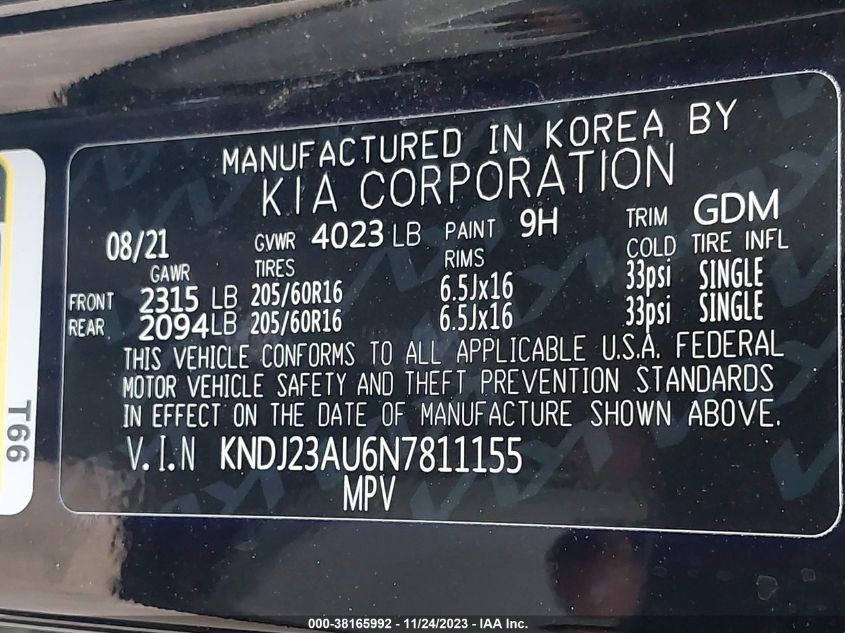 MANUFACTURED IN KOREA BY
KIA CORPORATION
08/21 GVWR 4023 LB PAINT 9H TRIM GDM
GAWR TIRES RIMS COLD TIRE INFL
FRONT 2315 LB 205/60R16 6.5Jx16 33psi SINGLE
REAR 2094LB 205/60R16 6.5Jx16 33psi SINGLE
THIS VEHICLE CONFORMS TO ALL APPLICABLE U.S.A. FEDERAL
MOTOR VEHICLE SAFETY AND THEFT PREVENTION STANDARDS
IN EFFECT ON THE DATE OF MANUFACTURE SHOWN ABOVE.
V.I.N KNDJ23AU6N7811155
MPV
T66
000-38165992 - 11/24/2023 - IAA Inc.